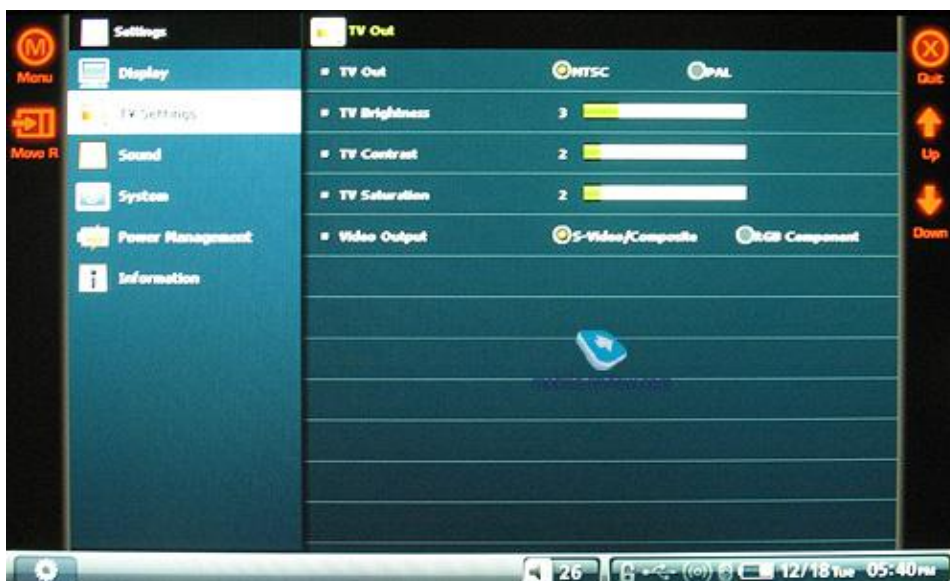 Settings
TV Out
M
Menu
X
Quit
Display
TV Out NTSC PAL
TV Settings
TV Brightness 3
Move R
Up
Sound
TV Contrast 2
System
TV Saturation 2
Power Management
Video Output S-Video/Composite RGB Component
Down
Information
26 12/18 Tue 05:40 PM